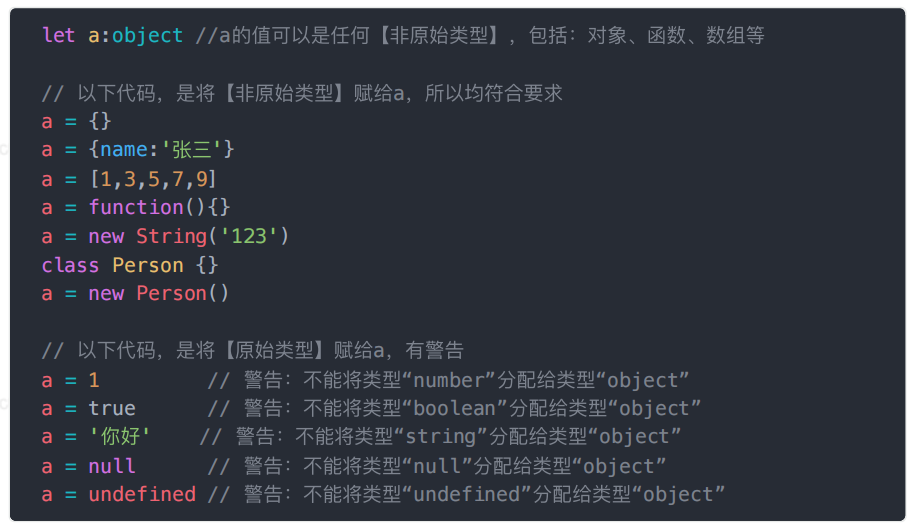 let a:object //a的值可以是任何【非原始类型】，包括：对象、函数、数组等
// 以下代码，是将【非原始类型】赋给a，所以均符合要求
a = {}
a = {name:'张三'}
a = [1,3,5,7,9]
a = function(){}
a = new String('123')
class Person {}
a = new Person()
// 以下代码，是将【原始类型】赋给a，有警告
a = 1         // 警告：不能将类型“number”分配给类型“object”
a = true      // 警告：不能将类型“boolean”分配给类型“object”
a = '你好'    // 警告：不能将类型“string”分配给类型“object”
a = null      // 警告：不能将类型“null”分配给类型“object”
a = undefined // 警告：不能将类型“undefined”分配给类型“object”